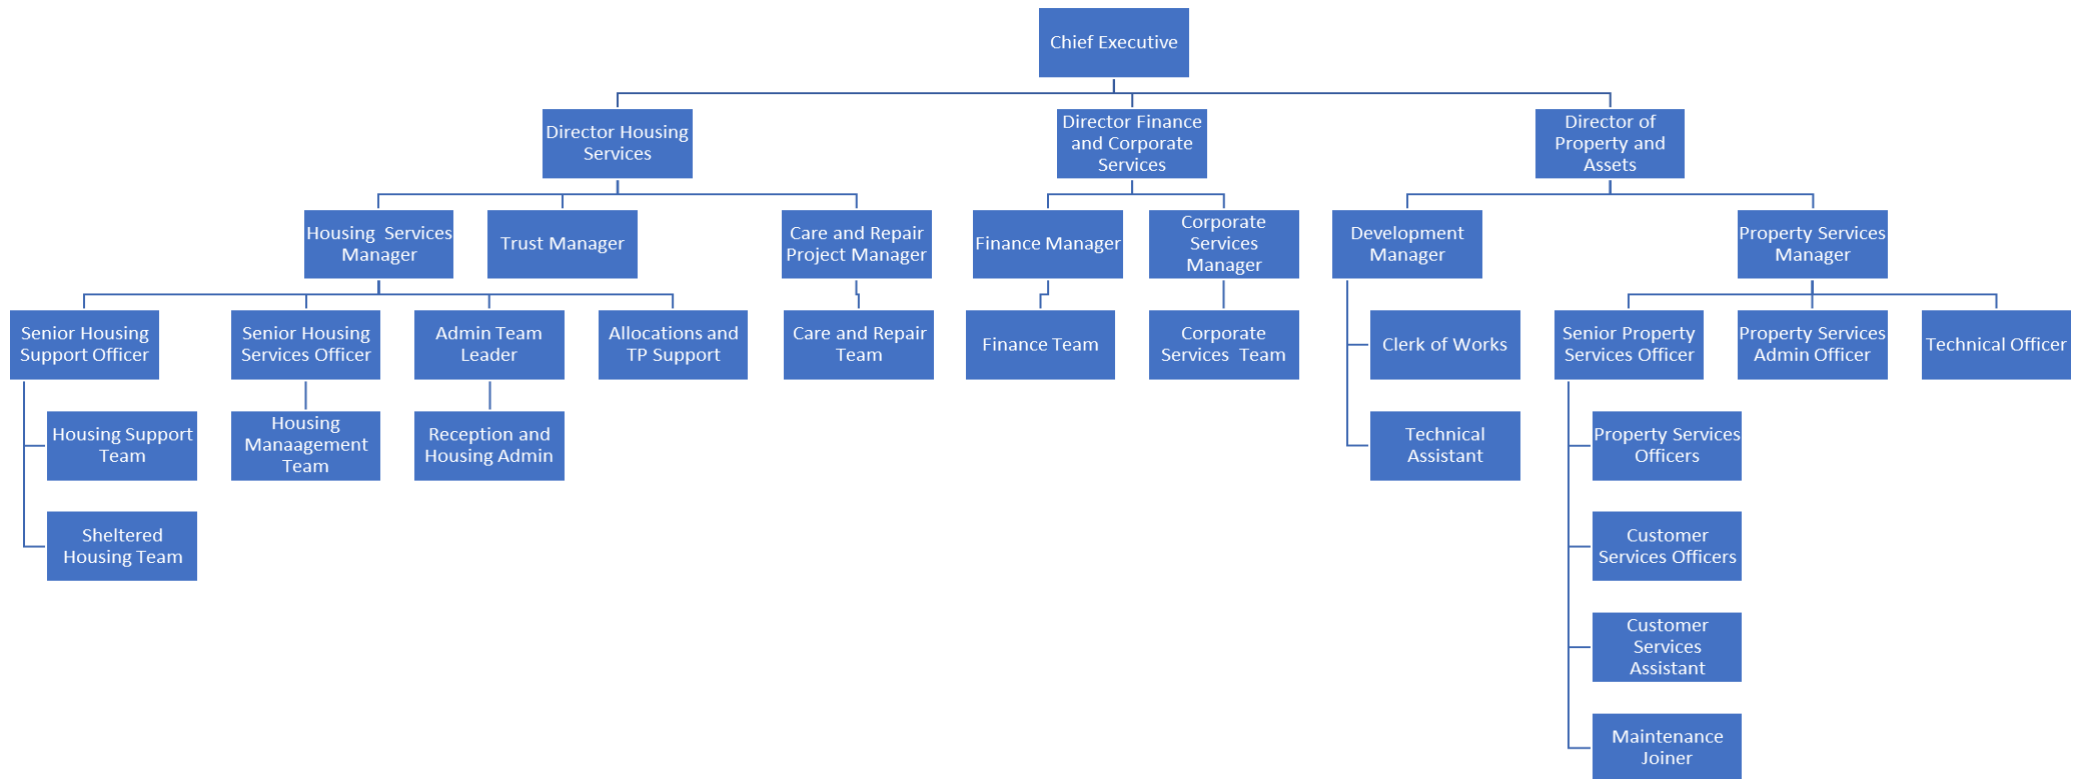 Chief Executive
Director Housing
Services
Director Finance
and Corporate
Services
Director of
Property and
Assets
Housing  Services
Manager
Trust Manager
Care and Repair
Project Manager
Finance Manager
Corporate
Services
Manager
Development
Manager
Property Services
Manager
Senior Housing
Support Officer
Senior Housing
Services Officer
Admin Team
Leader
Allocations and
TP Support
Care and Repair
Team
Finance Team
Corporate
Services  Team
Clerk of Works
Senior Property
Services Officer
Property Services
Admin Officer
Technical Officer
Housing Support
Team
Housing
Manaagement
Team
Reception and
Housing Admin
Technical
Assistant
Property Services
Officers
Sheltered
Housing Team
Customer
Services Officers
Customer
Services
Assistant
Maintenance
Joiner